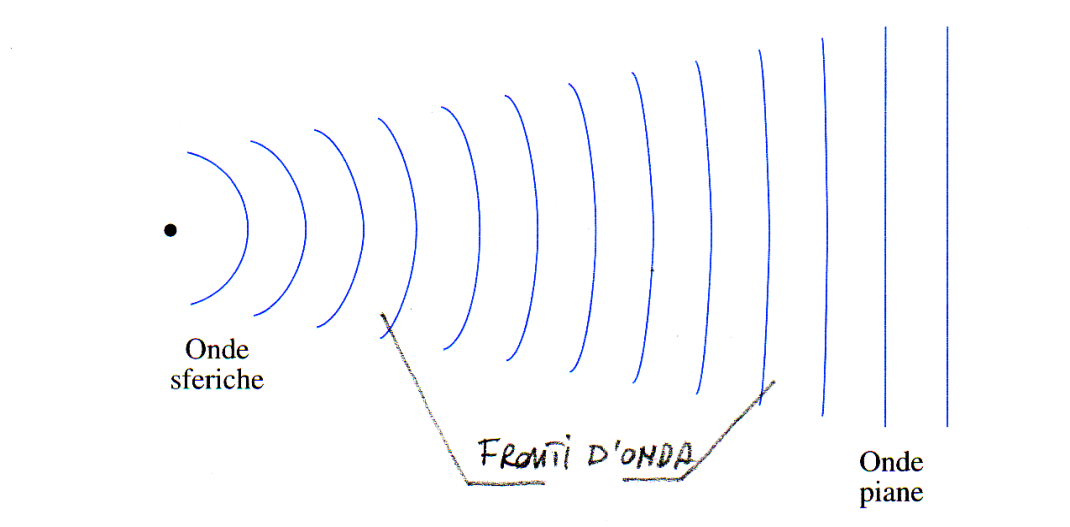 Onde
sferiche
FRONTi D'ONDA
Onde
piane